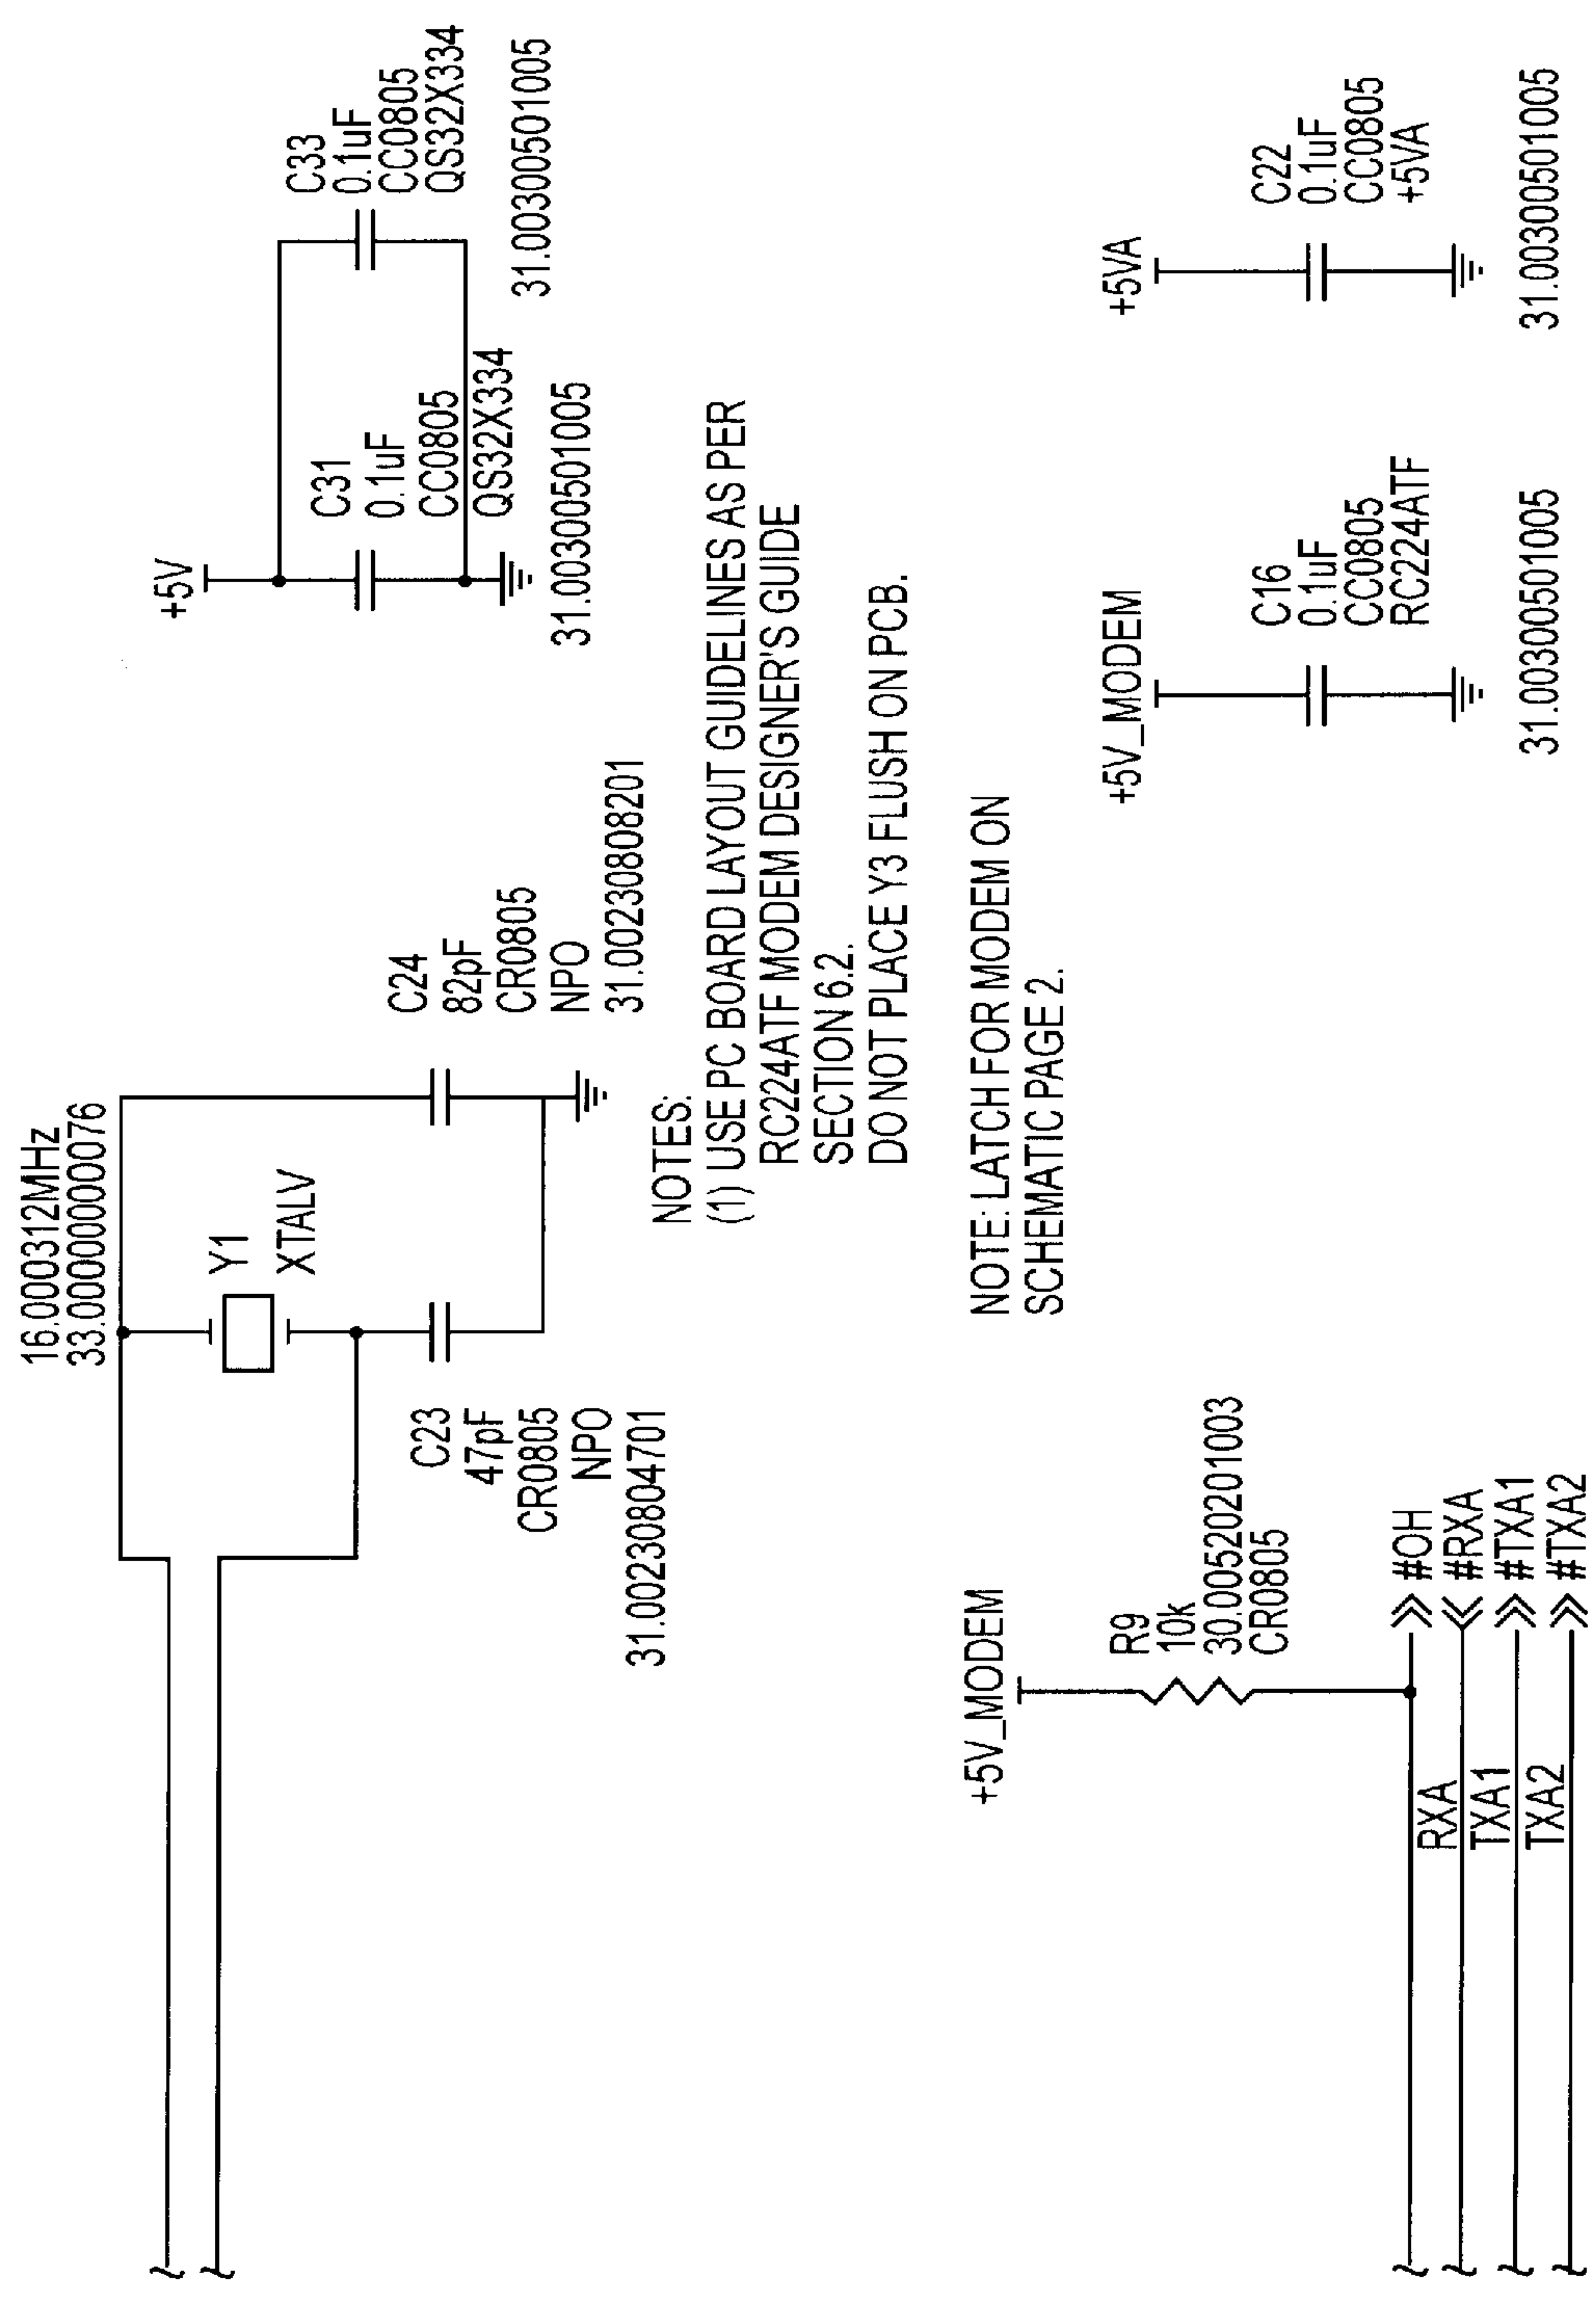 16.000312MHz
33.0000000076
Y1
XTALV
C23
47pF
CR0805
NPO
31.00230804701
C24
82pF
CR0805
NPO
31.00230808201
+5V
C31
0.1uF
CC0805
QS32X334
31.00300501005
C33
0.1uF
CC0805
QS32X334
31.00300501005
NOTES:
(1) USE PC BOARD LAYOUT GUIDELINES AS PER
RC224ATF MODEM DESIGNER'S GUIDE
SECTION 6.2.
DO NOT PLACE Y3 FLUSH ON PCB.
NOTE: LATCH FOR MODEM ON
SCHEMATIC PAGE 2.
+5V_MODEM
R9
10k
30.00520201003
CR0805
#OH
RXA
#RXA
TXA1
#TXA1
TXA2
#TXA2
+5V_MODEM
C16
0.1uF
CC0805
RC224ATF
31.00300501005
+5VA
C22
0.1uF
CC0805
+5VA
31.00300501005